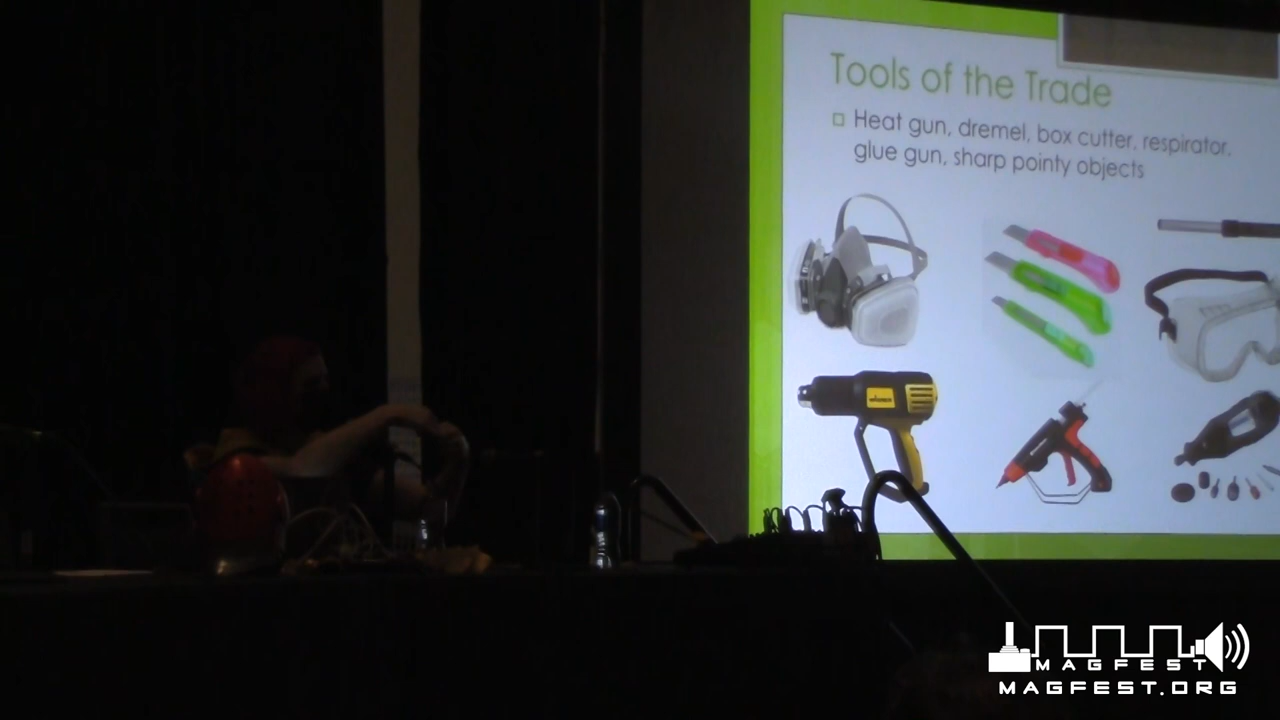 Tools of the Trade
Heat gun, dremel, box cutter, respirator,
glue gun, sharp pointy objects
MAGFEST
MAGFEST.ORG